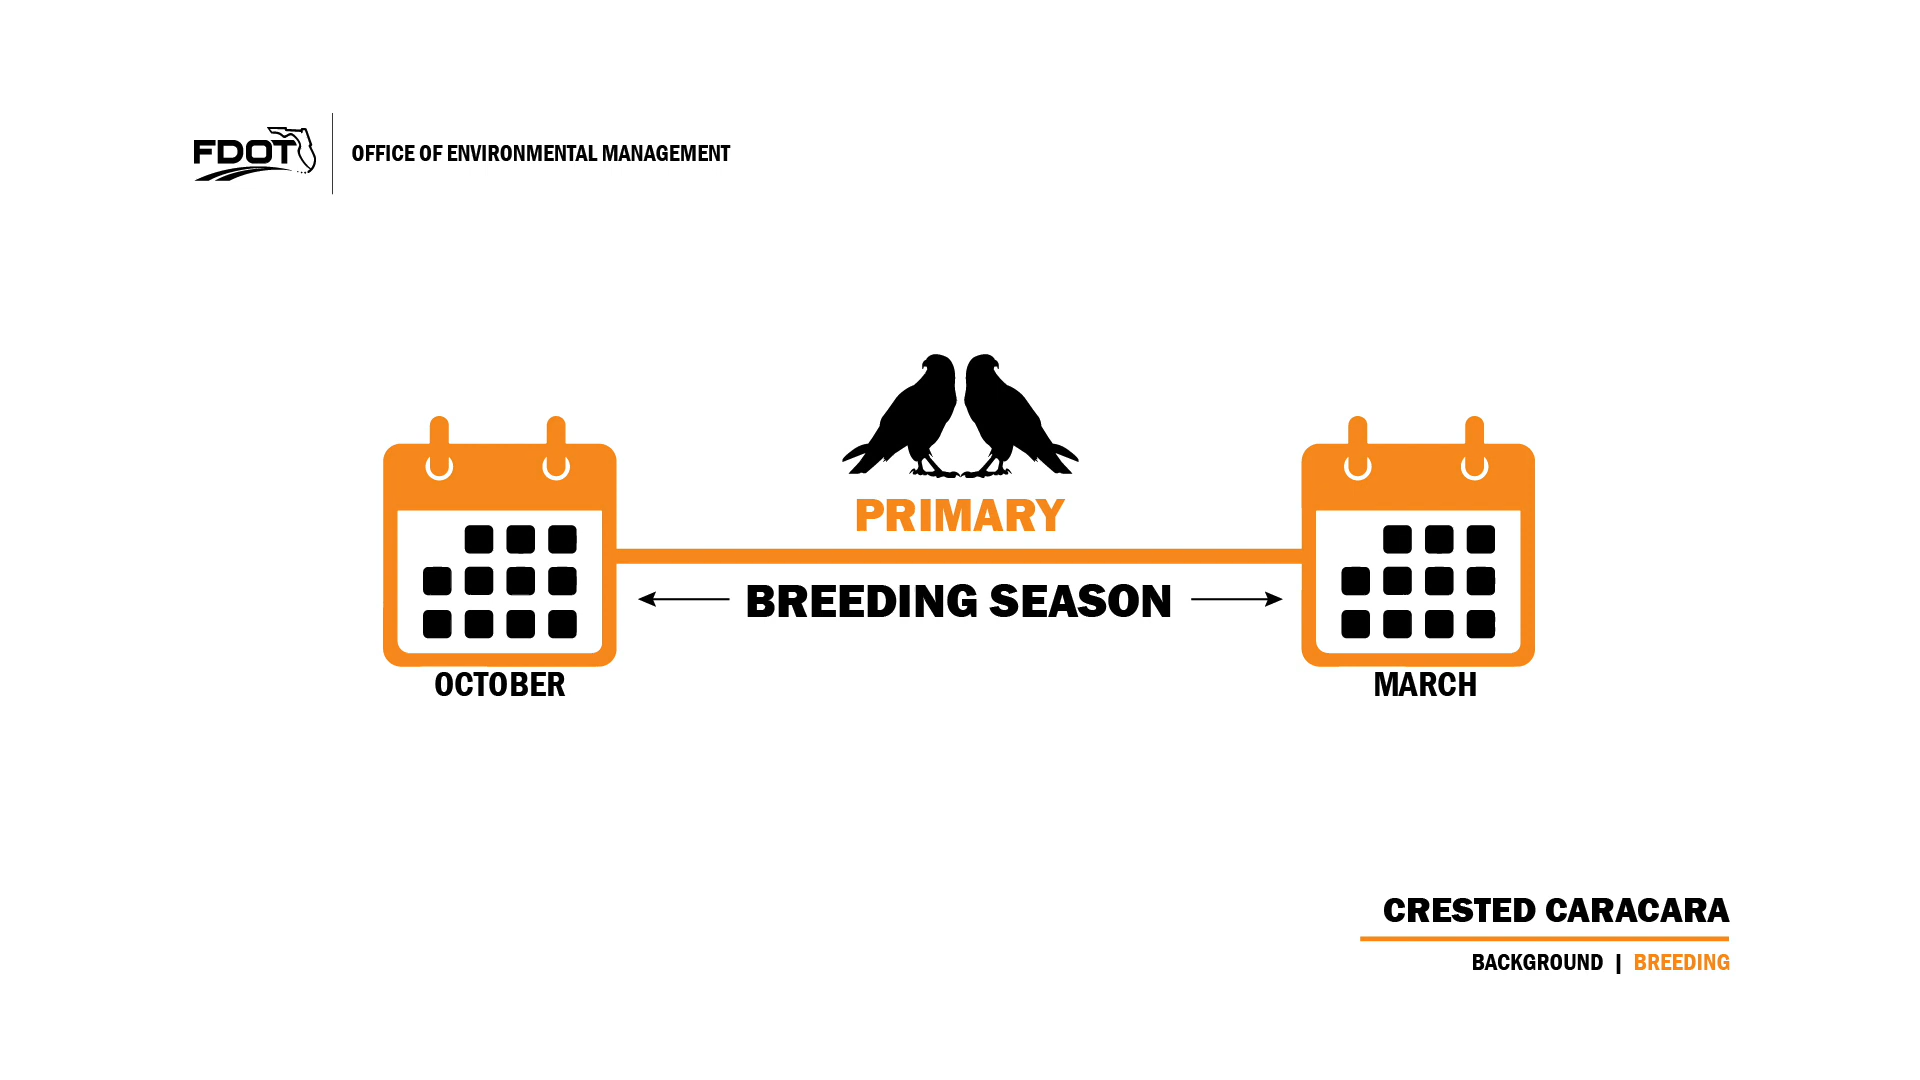 FDOT
OFFICE OF ENVIRONMENTAL MANAGEMENT
PRIMARY
BREEDING SEASON
OCTOBER
MARCH
CRESTED CARACARA
BACKGROUND | BREEDING